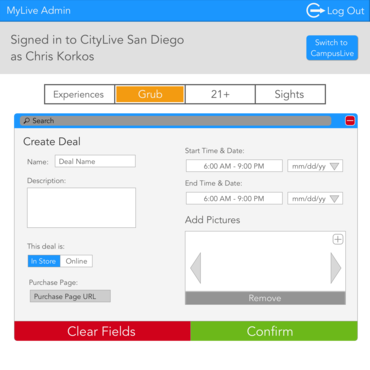 MyLive Admin
Log Out
Signed in to CityLive San Diego
as Chris Korkos
Switch to
CampusLive
Experiences
Grub
21+
Sights
Search
Create Deal
Name:
Deal Name
Description:
This deal is:
In Store
Online
Purchase Page:
Purchase Page URL
Start Time & Date:
6:00 AM - 9:00 PM
mm/dd/yy
End Time & Date:
6:00 AM - 9:00 PM
mm/dd/yy
Add Pictures
Remove
Clear Fields
Confirm